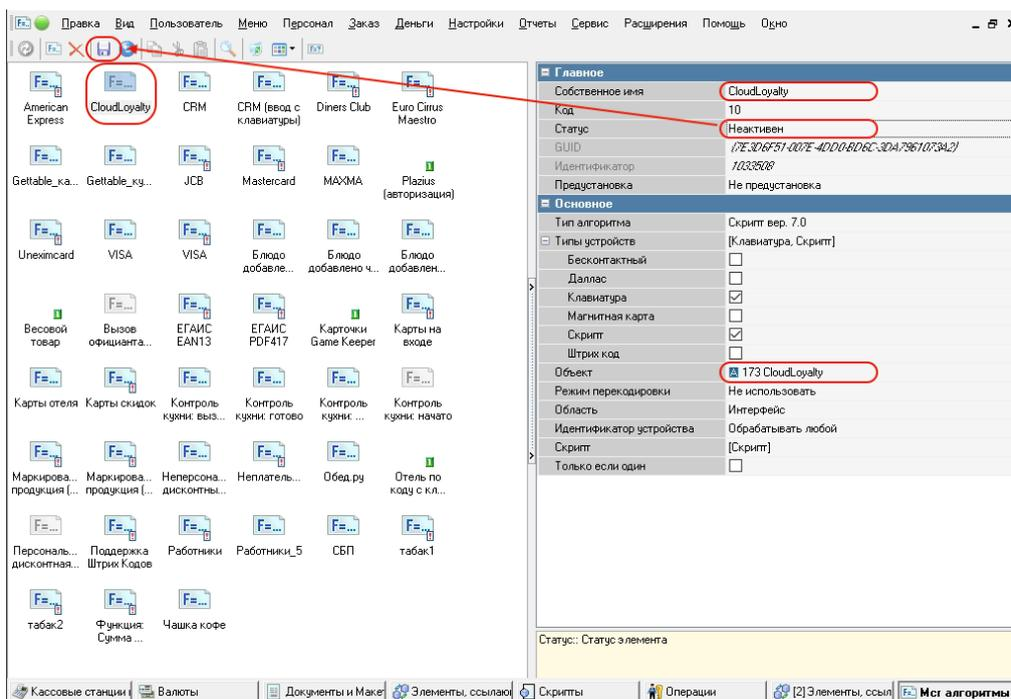 Правка Вид Пользователь Меню Персонал Заказ Деньги Настройки Отчеты Сервис Расширения Помощь Окно
American Express
CloudLoyalty
CRM
CRM (ввод с клавиатуры)
Diners Club
Euro Cirrus Maestro
Gettable_ка...
Gettable_ку...
JCB
Mastercard
MAXMA
Plazius (авторизация)
Uneximcard
VISA
VISA
Блюдо добавле...
Блюдо добавлено ч...
Блюдо добавлен...
Весовой товар
Вызов официанта...
ЕГАИС EAN13
ЕГАИС PDF417
Карточки Game Keeper
Карты на входе
Карты отеля
Карты скидок
Контроль кухни: выз...
Контроль кухни: готово
Контроль кухни: ...
Контроль кухни: начато
Маркирова... продукция (...
Маркирова... продукция (...
Неперсона... дисконтны...
Неплатель...
Обед.ру
Отель по коду с кл...
Персональ... дисконтная...
Поддержка Штрих Кодов
Работники
Работники_5
СБП
табак1
табак2
Функция: Сумма ...
Чашка кофе
Главное
Собственное имя CloudLoyalty
Код 10
Статус Неактивен
GUID {7E3D6F51-007E-4DD0-BD6C-3DA7961073A2}
Идентификатор 1033508
Предустановка Не предустановка
Основное
Тип алгоритма Скрипт вер. 7.0
Типы устройств [Клавиатура, Скрипт]
Бесконтактный
Даллас
Клавиатура
Магнитная карта
Скрипт
Штрих код
Объект 173 CloudLoyalty
Режим перекодировки Не использовать
Область Интерфейс
Идентификатор устройства Обрабатывать любой
Скрипт [Скрипт]
Только если один
Статус:: Статус элемента
Кассовые станции Валюты Документы и Маке Элементы, ссылаю Скрипты Операции [2] Элементы, ссыл Мсг алгоритмы